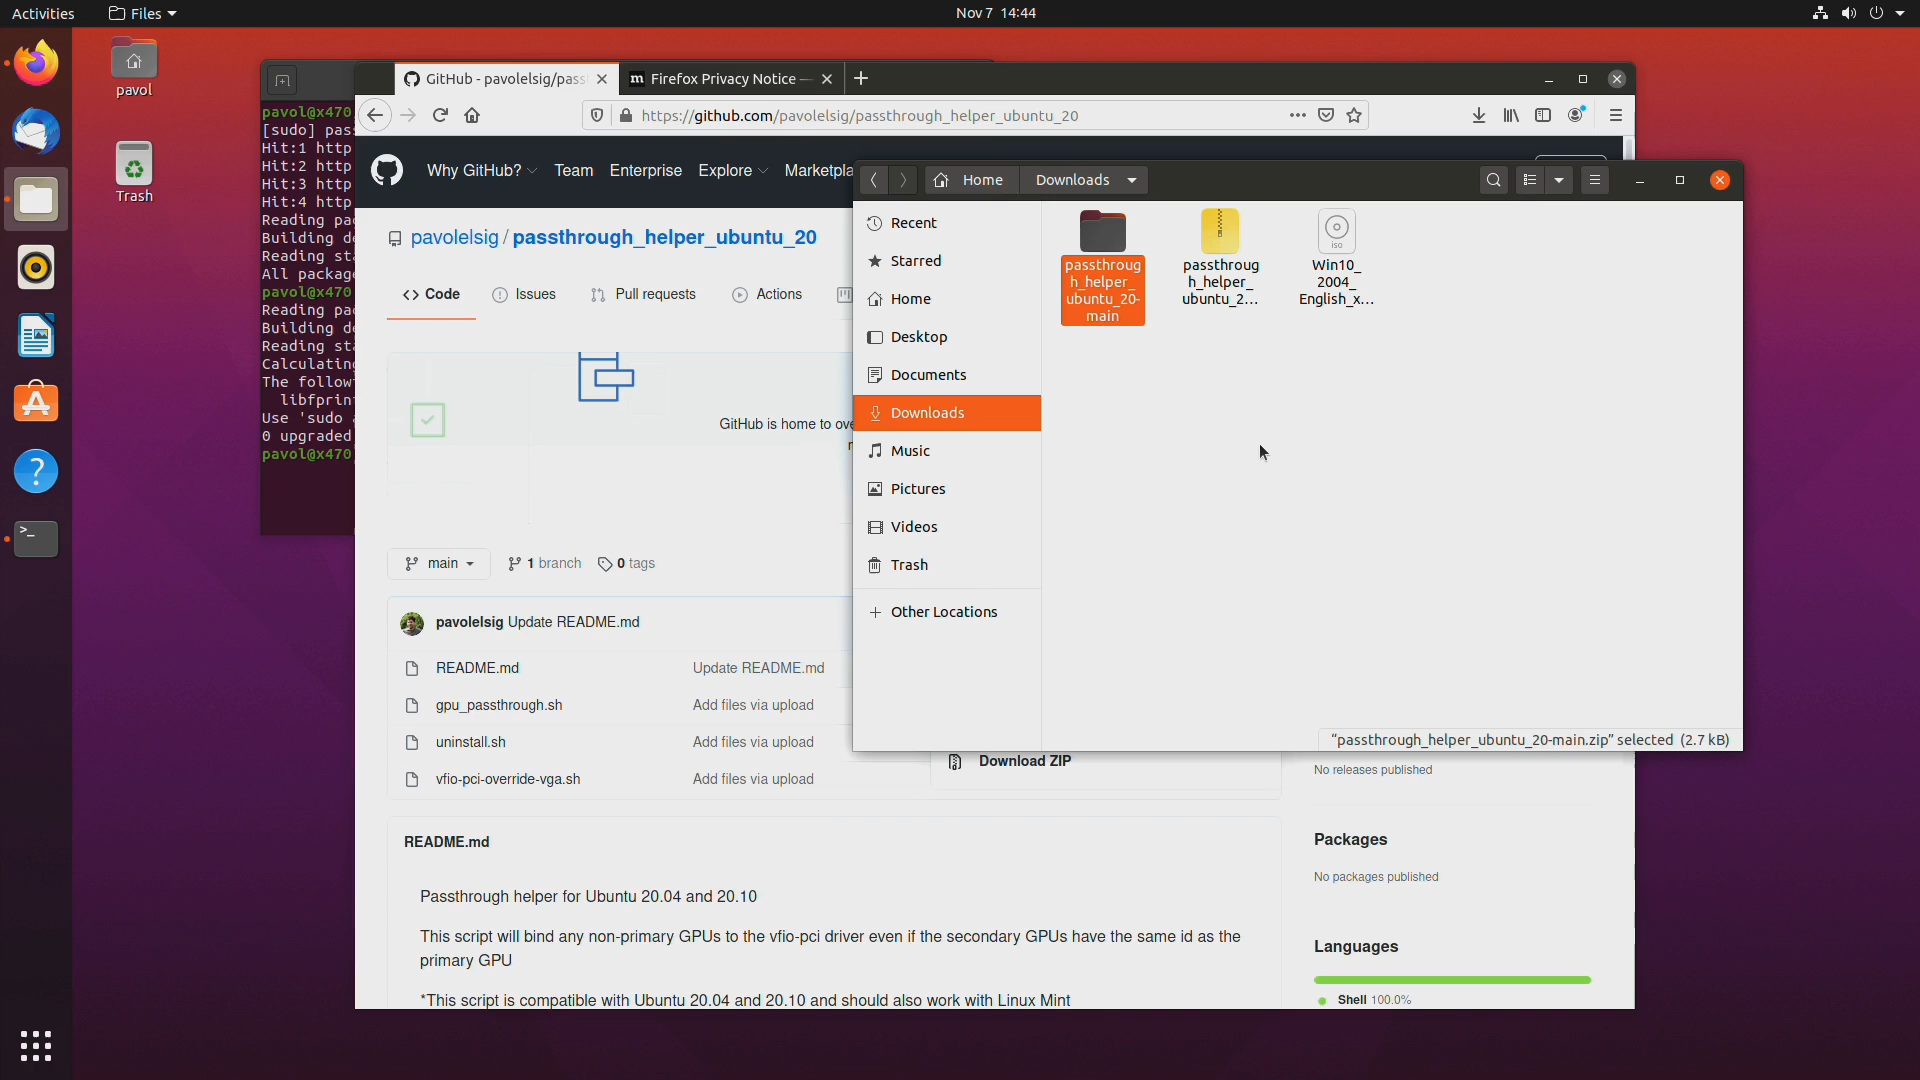 Activities
Files
Nov 7 14:44
pavol
Trash
pavol@x470
[sudo] pas
Hit:1 http
Hit:2 http
Hit:3 http
Hit:4 http
Reading pa
Building de
Reading sta
All package
pavol@x470
Reading pa
Building de
Reading sta
Calculating
The follow
libfprin
Use 'sudo
0 upgraded
pavol@x470
GitHub - pavolelsig/pass
Firefox Privacy Notice —
https://github.com/pavolelsig/passthrough_helper_ubuntu_20
Why GitHub?
Team
Enterprise
Explore
Marketpla
pavolelsig / passthrough_helper_ubuntu_20
Code
Issues
Pull requests
Actions
GitHub is home to ove
main
1 branch
0 tags
pavolelsig Update README.md
README.md
Update README.md
gpu_passthrough.sh
Add files via upload
uninstall.sh
Add files via upload
vfio-pci-override-vga.sh
Add files via upload
Download ZIP
README.md
Passthrough helper for Ubuntu 20.04 and 20.10
This script will bind any non-primary GPUs to the vfio-pci driver even if the secondary GPUs have the same id as the
primary GPU
*This script is compatible with Ubuntu 20.04 and 20.10 and should also work with Linux Mint
No releases published
Packages
No packages published
Languages
Shell 100.0%
Home
Downloads
Recent
Starred
Home
Desktop
Documents
Downloads
Music
Pictures
Videos
Trash
Other Locations
passthroug
h_helper_
ubuntu_20-
main
passthroug
h_helper_
ubuntu_2...
iso
Win10_
2004_
English_x...
"passthrough_helper_ubuntu_20-main.zip" selected (2.7 kB)